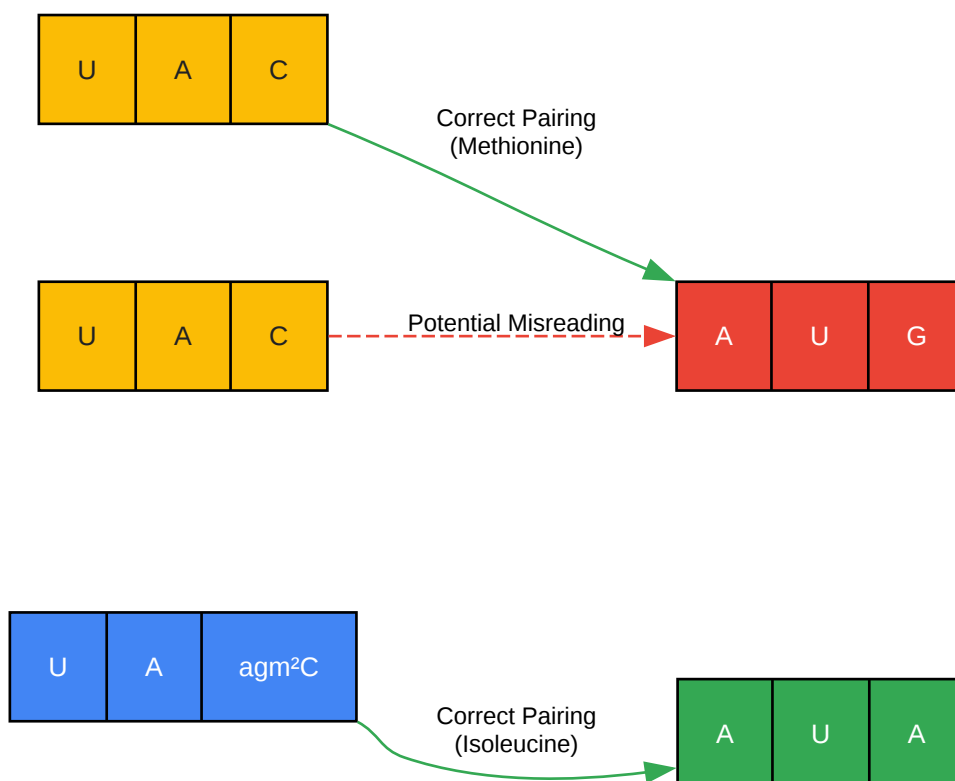 U A C
Correct Pairing
(Methionine)
U A C
Potential Misreading
A U G
U A agm²C
Correct Pairing
(Isoleucine)
A U A